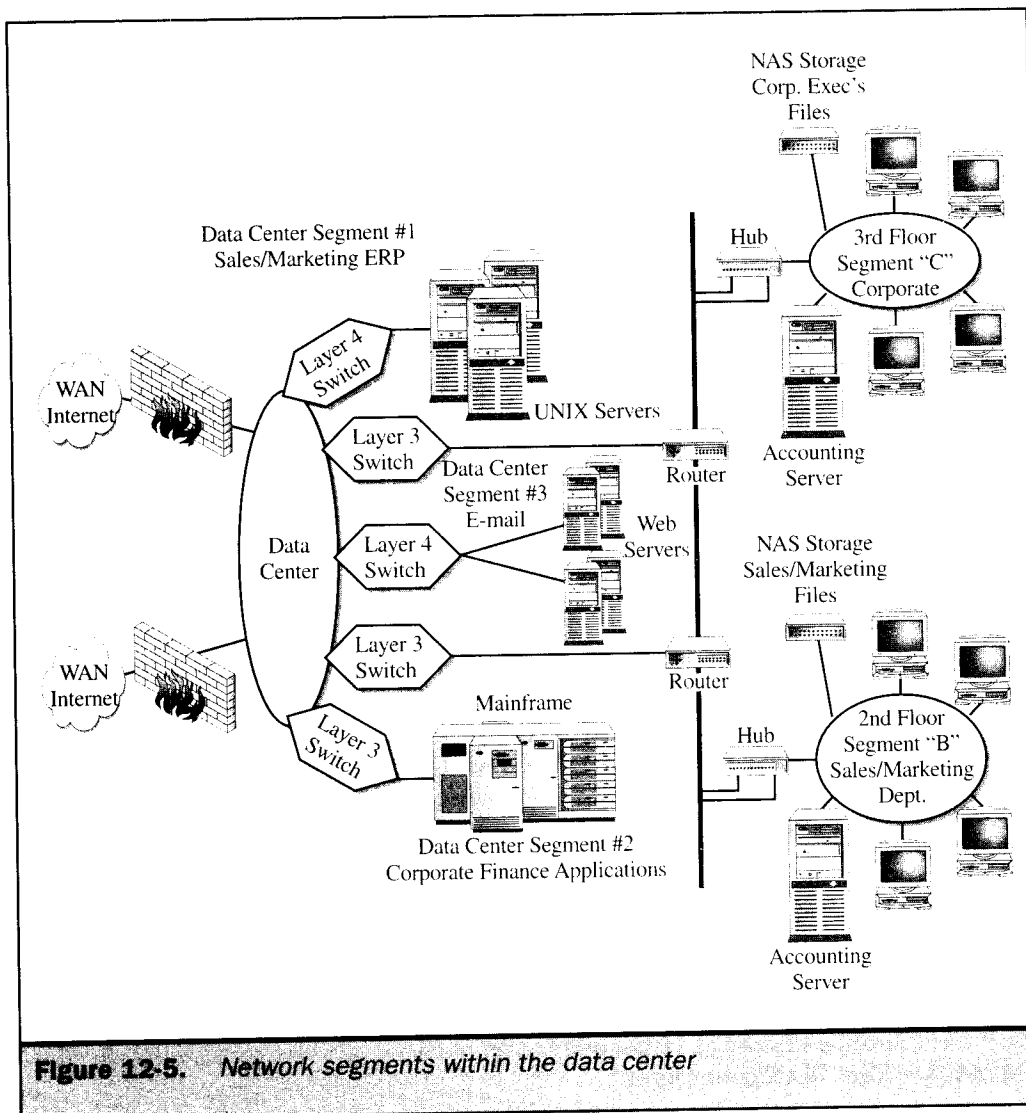 NAS Storage
Corp. Exec's
Files
Data Center Segment #1
Sales/Marketing ERP
Hub
3rd Floor
Segment "C"
Corporate
Layer 4
Switch
WAN
Internet
UNIX Servers
Layer 3
Switch
Data Center
Segment #3
E-mail
Router
Accounting
Server
Data
Center
Layer 4
Switch
Web
Servers
NAS Storage
Sales/Marketing
Files
Layer 3
Switch
WAN
Internet
Router
Layer 3
Switch
Mainframe
Hub
2nd Floor
Segment "B"
Sales/Marketing
Dept.
Data Center Segment #2
Corporate Finance Applications
Accounting
Server
Figure 12-5. Network segments within the data center